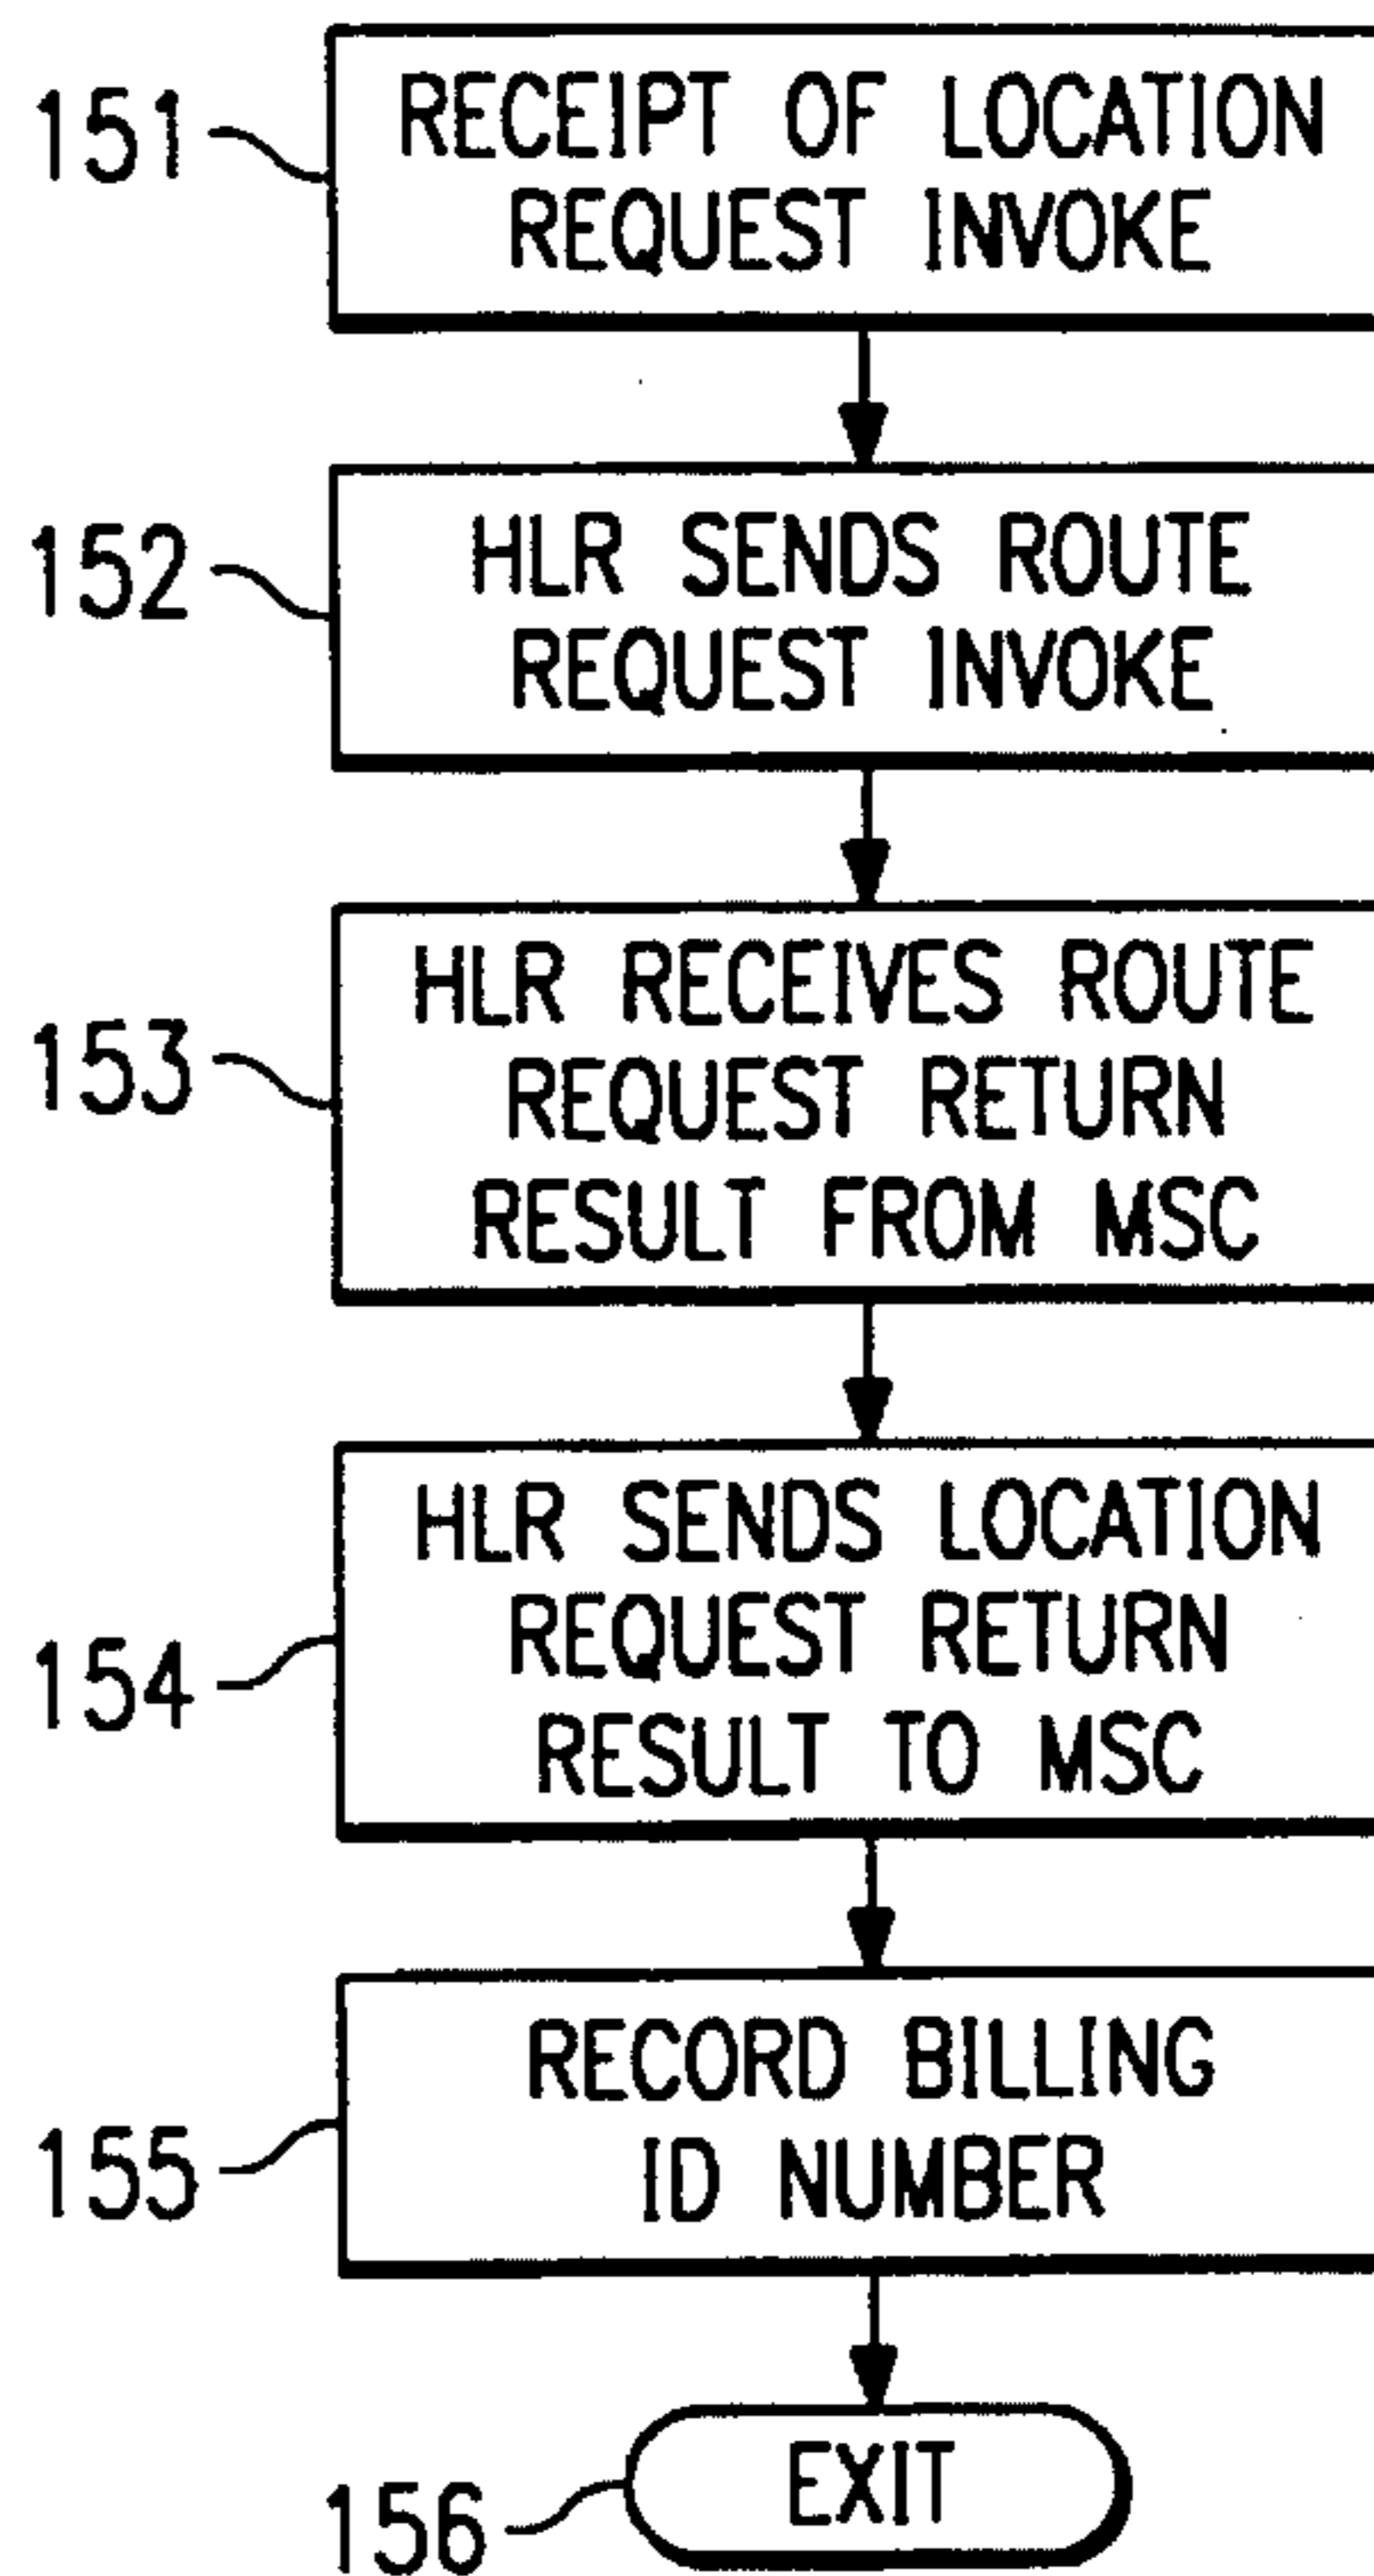 151
RECEIPT OF LOCATION
REQUEST INVOKE
152
HLR SENDS ROUTE
REQUEST INVOKE
153
HLR RECEIVES ROUTE
REQUEST RETURN
RESULT FROM MSC
154
HLR SENDS LOCATION
REQUEST RETURN
RESULT TO MSC
155
RECORD BILLING
ID NUMBER
156
EXIT